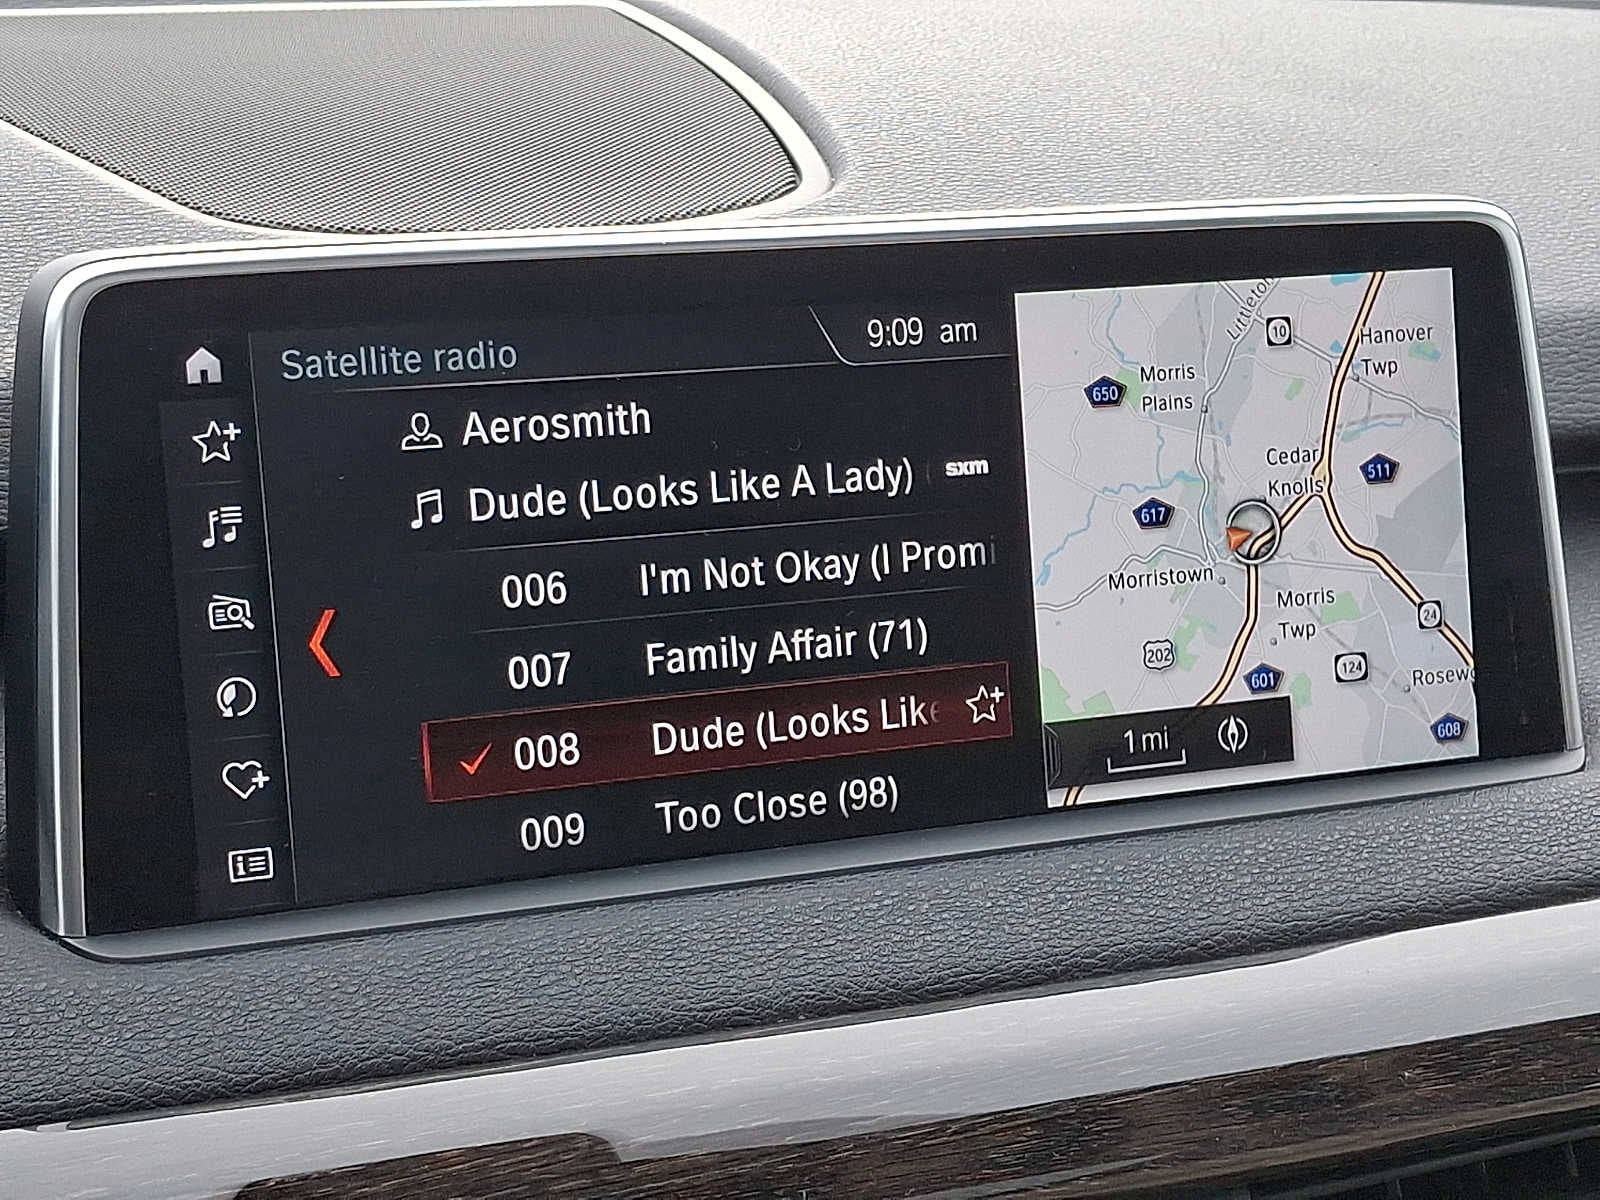 Satellite radio
9:09 am
Aerosmith
Dude (Looks Like A Lady)
sxm
006 I'm Not Okay (I Promi
007 Family Affair (71)
008 Dude (Looks Like
009 Too Close (98)
Littleton
10
Hanover
Twp
650
Morris
Plains
Cedar
Knolls
511
617
Morristown
Morris
Twp
24
202
601
124
Rosew
608
1 mi